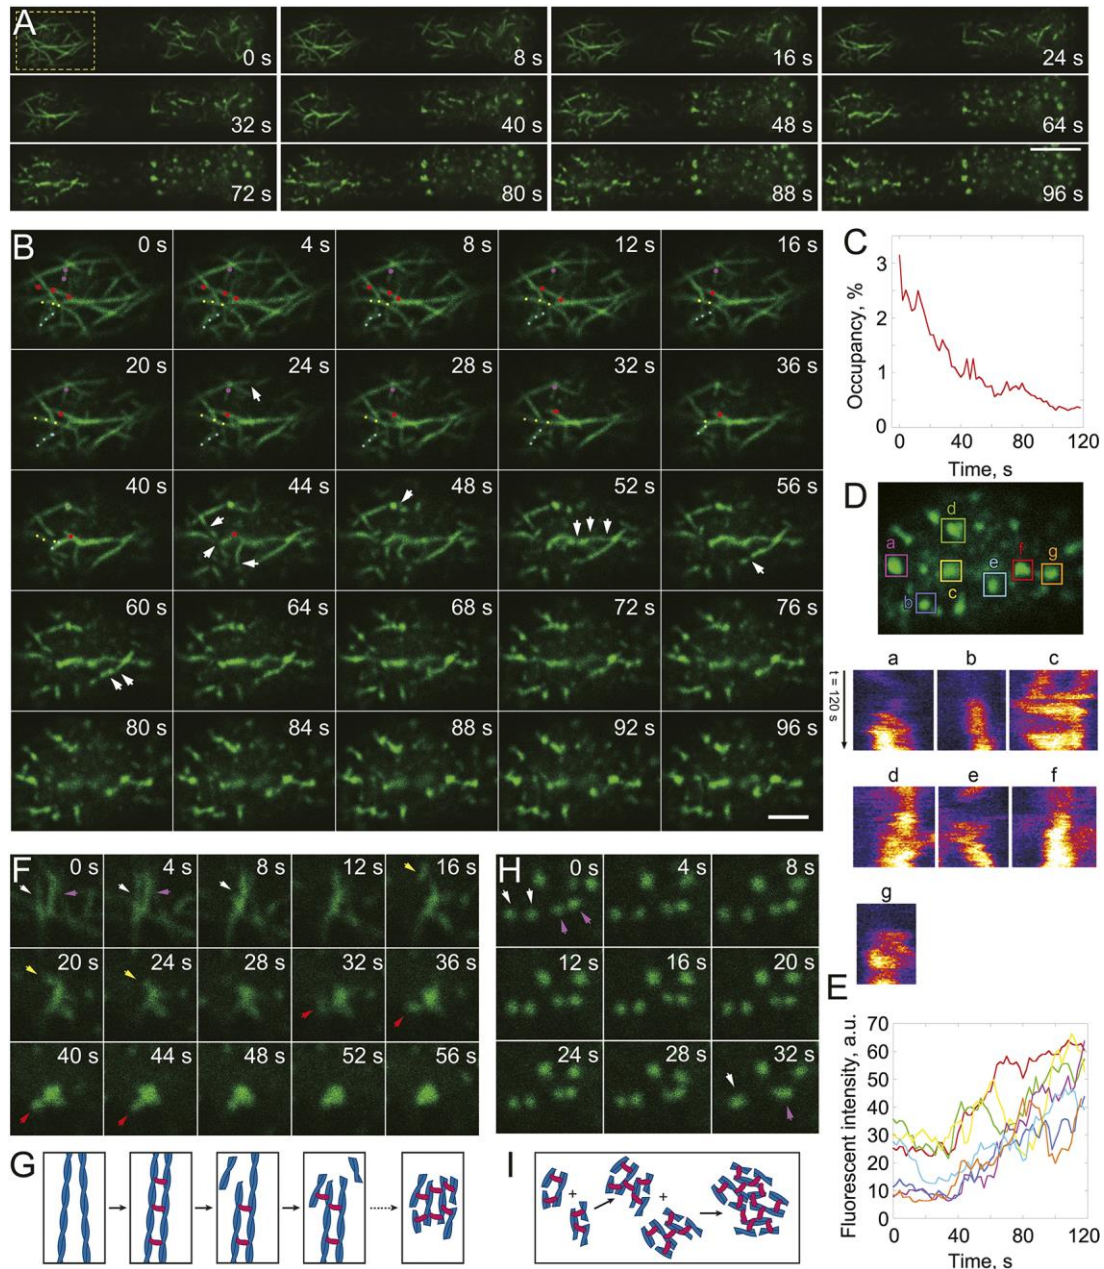 A
0 s
8 s
16 s
24 s
32 s
40 s
48 s
64 s
72 s
80 s
88 s
96 s
B
0 s
4 s
8 s
12 s
16 s
20 s
24 s
28 s
32 s
36 s
40 s
44 s
48 s
52 s
56 s
60 s
64 s
68 s
72 s
76 s
80 s
84 s
88 s
92 s
96 s
C
Occupancy, %
3
2
1
0
0
40
80
120
Time, s
D
d
a
f
g
e
b
c
a
b
c
t = 120 s
d
e
f
g
E
Fluorescent intensity, a.u.
70
60
50
40
30
20
10
0
0
40
80
120
Time, s
F
0 s
4 s
8 s
12 s
16 s
20 s
24 s
28 s
32 s
36 s
40 s
44 s
48 s
52 s
56 s
H
0 s
4 s
8 s
12 s
16 s
20 s
24 s
28 s
32 s
G
I
+
+